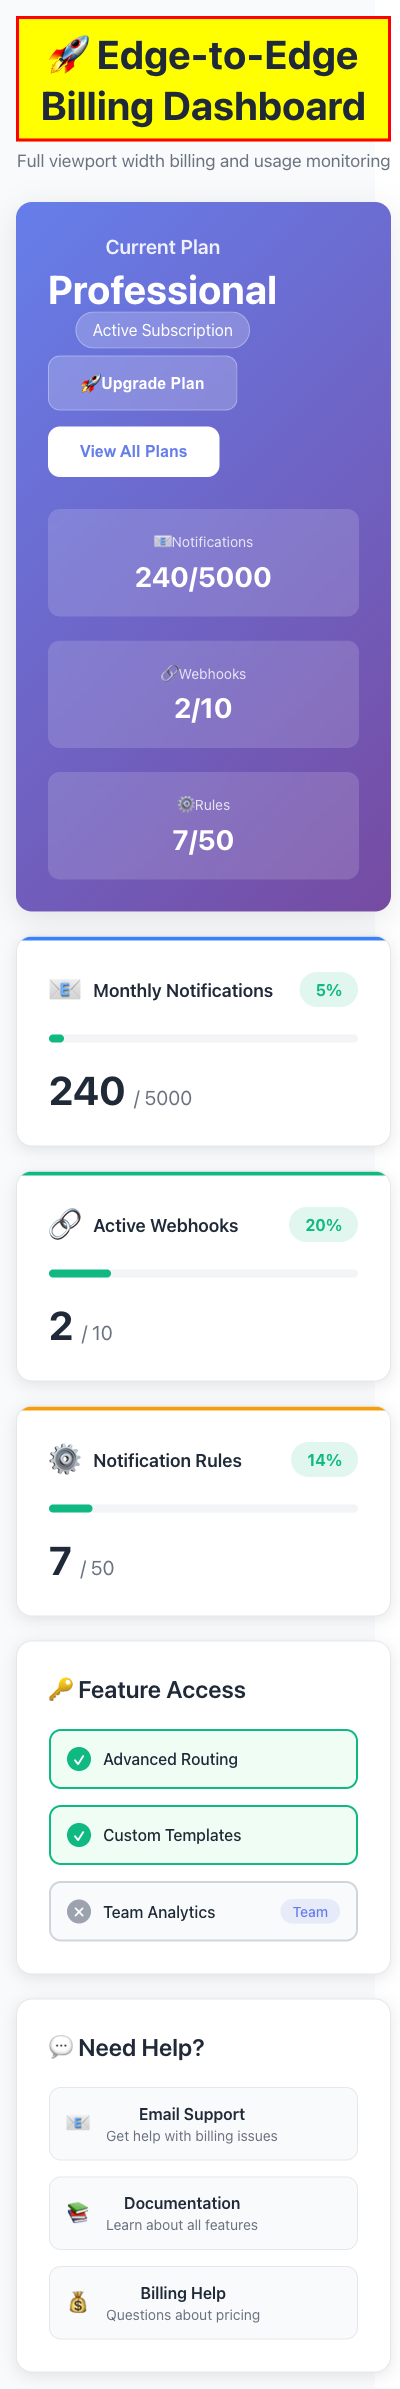 🚀 Edge-to-Edge
Billing Dashboard
Full viewport width billing and usage monitoring
Current Plan
Professional
Active Subscription
🚀Upgrade Plan
View All Plans
📧Notifications
240/5000
🔗Webhooks
2/10
⚙️Rules
7/50
📧 Monthly Notifications 5%
240 / 5000
🔗 Active Webhooks 20%
2 / 10
⚙️ Notification Rules 14%
7 / 50
🔑 Feature Access
Advanced Routing
Custom Templates
Team Analytics Team
💬 Need Help?
Email Support
Get help with billing issues
Documentation
Learn about all features
Billing Help
Questions about pricing